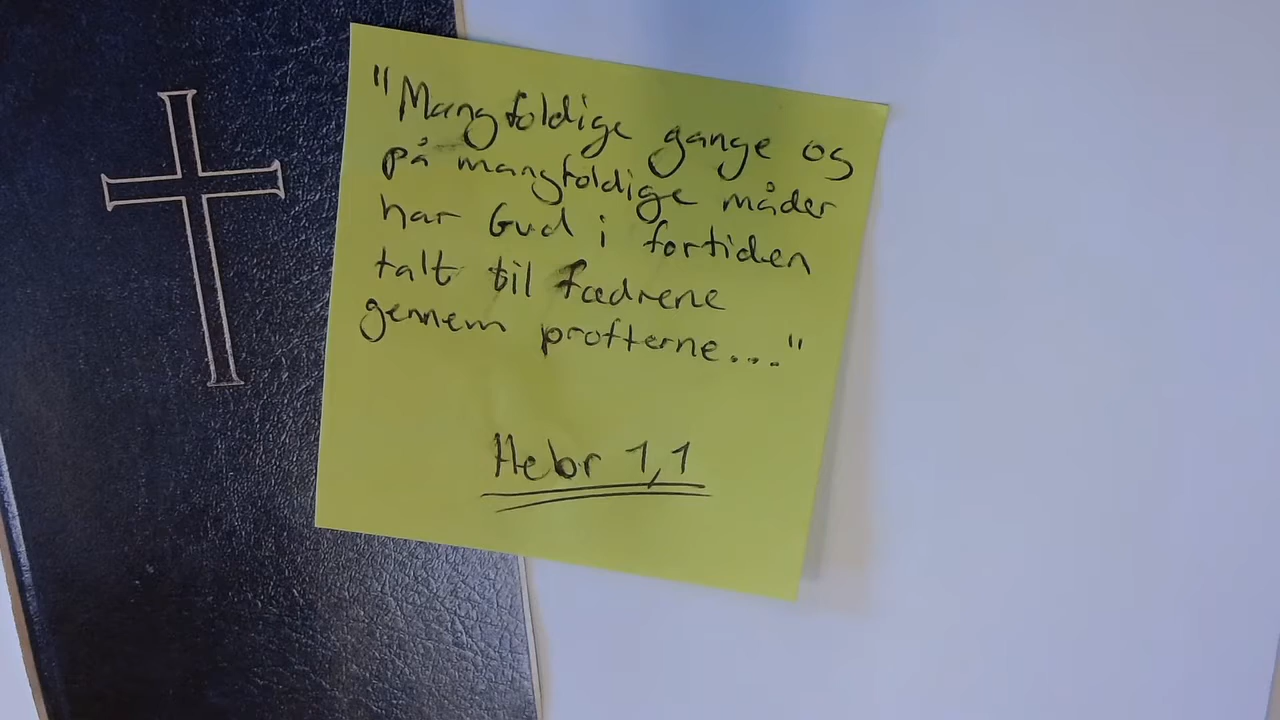 "Mangfoldige gange og
på mangfoldige måder
har Gud i fortiden
talt til fædrene
gennem profterne...."
Hebr 1,1